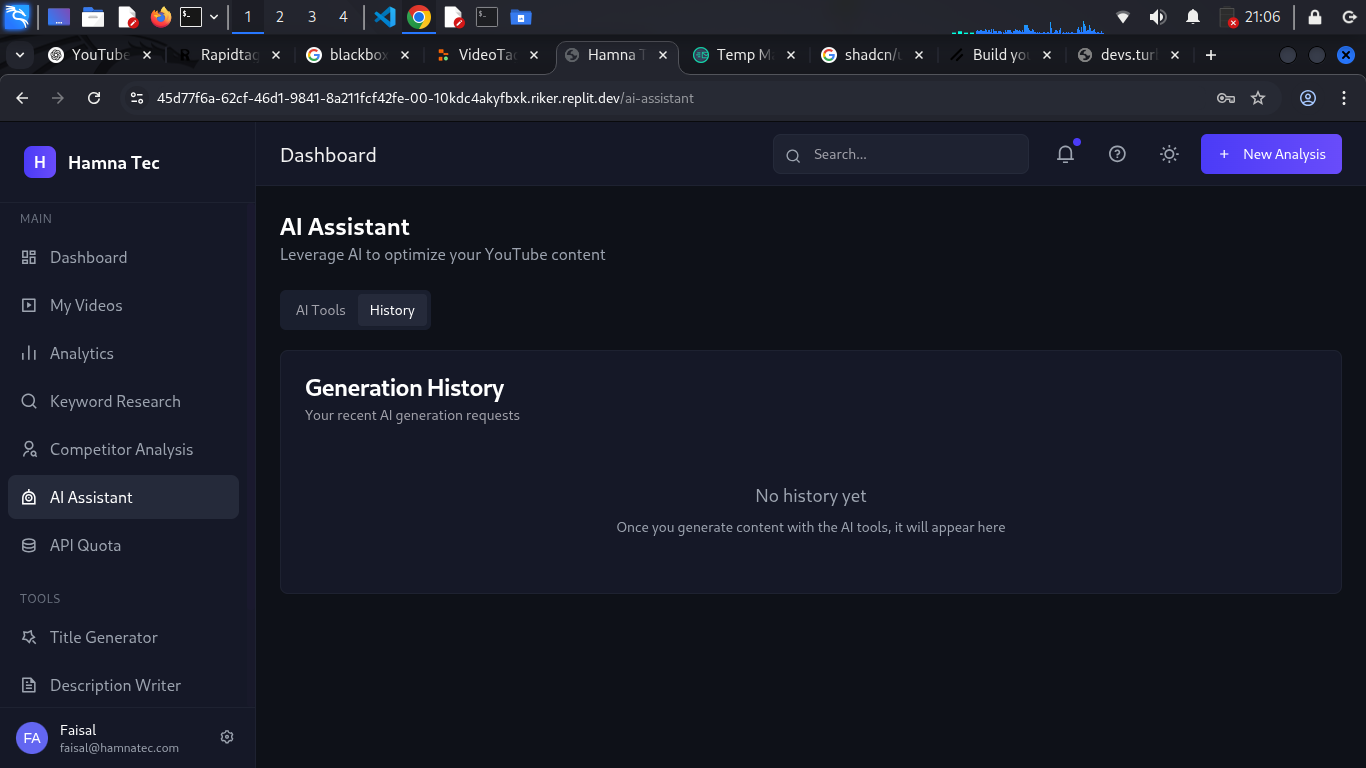 1 2 3 4 21:06
YouTube Rapidtag blackbox VideoTa Hamna T Temp M shadcn/u Build yo devs.tur
45d77f6a-62cf-46d1-9841-8a211fcf42fe-00-10kdc4akyfbxk.riker.replit.dev/ai-assistant
H Hamna Tec
Dashboard
Search...
+ New Analysis
MAIN
Dashboard
My Videos
Analytics
Keyword Research
Competitor Analysis
AI Assistant
API Quota
TOOLS
Title Generator
Description Writer
FA Faisal
faisal@hamnatec.com
AI Assistant
Leverage AI to optimize your YouTube content
AI Tools History
Generation History
Your recent AI generation requests
No history yet
Once you generate content with the AI tools, it will appear here